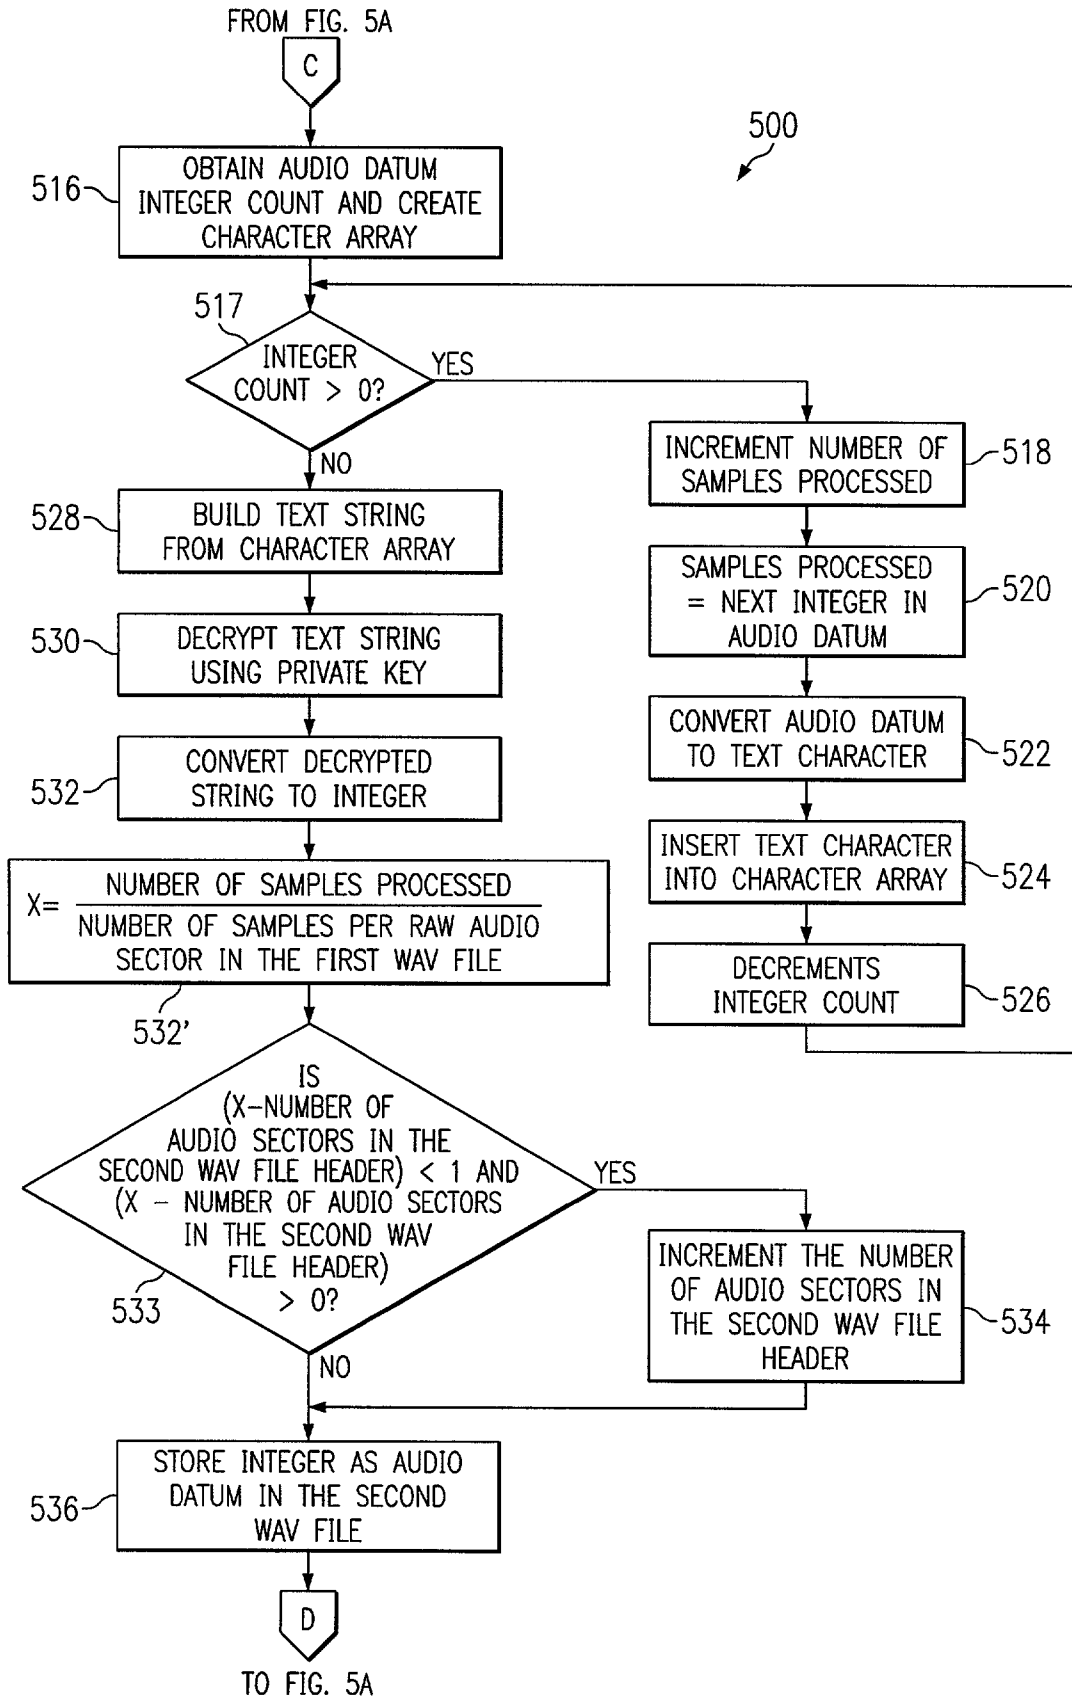 FROM FIG. 5A
C
500
516
OBTAIN AUDIO DATUM
INTEGER COUNT AND CREATE
CHARACTER ARRAY
517
INTEGER
COUNT > 0?
YES
NO
INCREMENT NUMBER OF
SAMPLES PROCESSED
518
SAMPLES PROCESSED
= NEXT INTEGER IN
AUDIO DATUM
520
CONVERT AUDIO DATUM
TO TEXT CHARACTER
522
INSERT TEXT CHARACTER
INTO CHARACTER ARRAY
524
DECREMENTS
INTEGER COUNT
526
528
BUILD TEXT STRING
FROM CHARACTER ARRAY
530
DECRYPT TEXT STRING
USING PRIVATE KEY
532
CONVERT DECRYPTED
STRING TO INTEGER
X=
NUMBER OF SAMPLES PROCESSED
NUMBER OF SAMPLES PER RAW AUDIO
SECTOR IN THE FIRST WAV FILE
532'
IS
(X-NUMBER OF
AUDIO SECTORS IN THE
SECOND WAV FILE HEADER) < 1 AND
(X - NUMBER OF AUDIO SECTORS
IN THE SECOND WAV
FILE HEADER)
> 0?
533
YES
NO
INCREMENT THE NUMBER
OF AUDIO SECTORS IN
THE SECOND WAV FILE
HEADER
534
536
STORE INTEGER AS AUDIO
DATUM IN THE SECOND
WAV FILE
D
TO FIG. 5A